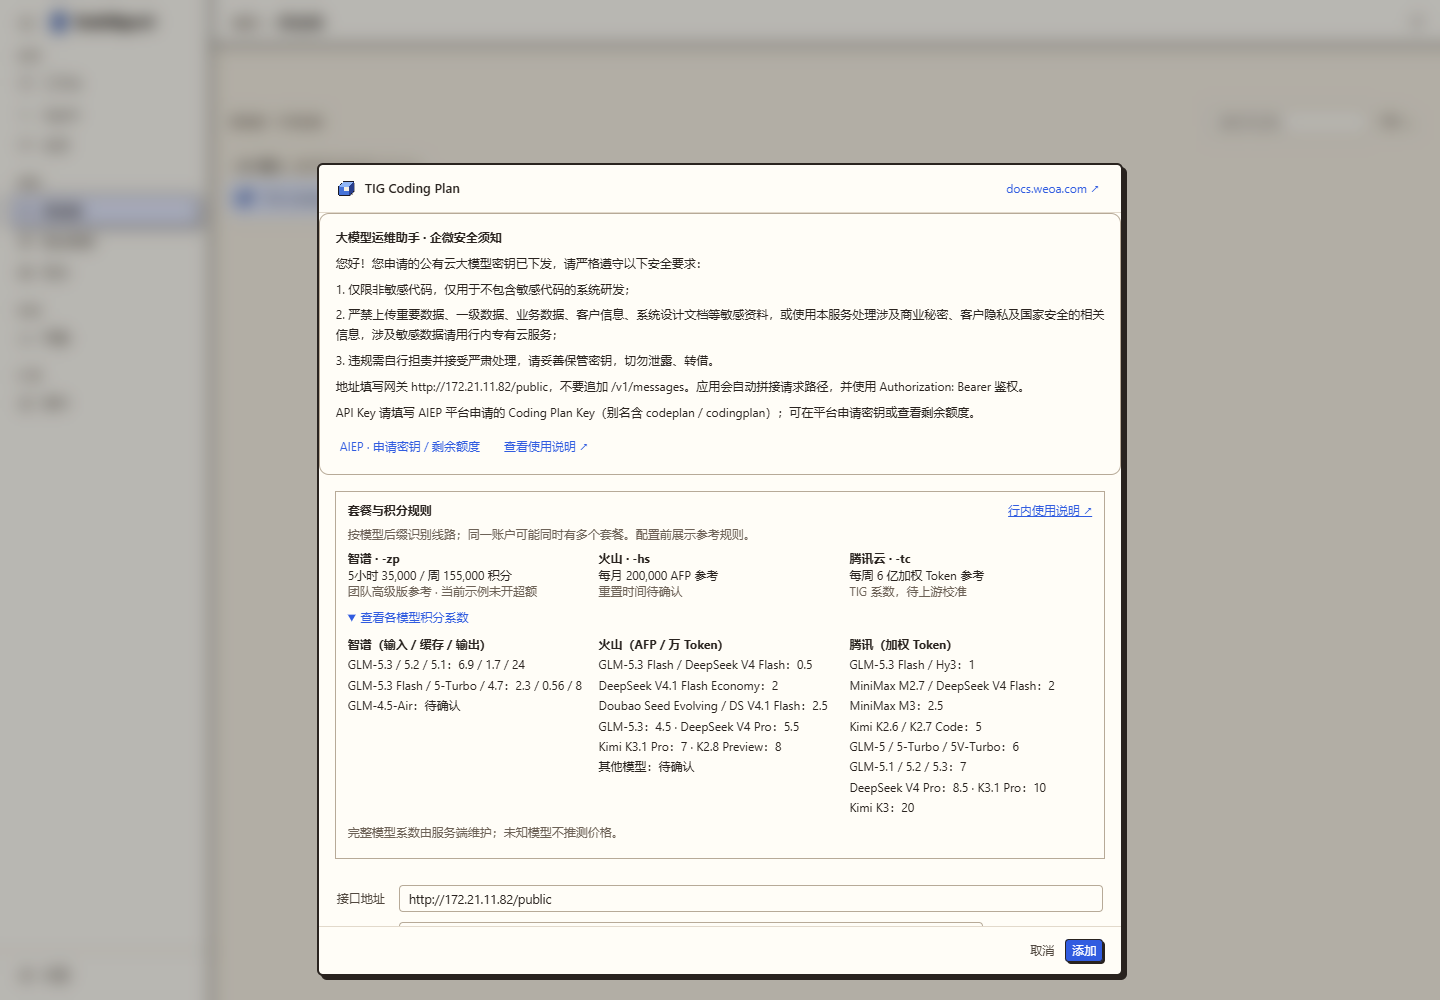 TIG Coding Plan
docs.weoa.com ↗
大模型运维助手 · 企微安全须知
您好！您申请的公有云大模型密钥已下发，请严格遵守以下安全要求：
1. 仅限非敏感代码，仅用于不包含敏感代码的系统研发；
2. 严禁上传重要数据、一级数据、业务数据、客户信息、系统设计文档等敏感资料，或使用本服务处理涉及商业秘密、客户隐私及国家安全的相关
信息，涉及敏感数据请用行内专有云服务；
3. 违规需自行担责并接受严肃处理，请妥善保管密钥，切勿泄露、转借。
地址填写网关 http://172.21.11.82/public，不要追加 /v1/messages。应用会自动拼接请求路径，并使用 Authorization: Bearer 鉴权。
API Key 请填写 AIEP 平台申请的 Coding Plan Key（别名含 codeplan / codingplan）；可在平台申请密钥或查看剩余额度。
AIEP · 申请密钥 / 剩余额度 查看使用说明 ↗
套餐与积分规则
行内使用说明 ↗
按模型后缀识别线路；同一账户可能同时有多个套餐。配置前展示参考规则。
智谱 · -zp
5小时 35,000 / 周 155,000 积分
团队高级版参考 · 当前示例未开超额
火山 · -hs
每月 200,000 AFP 参考
重置时间待确认
腾讯云 · -tc
每周 6 亿加权 Token 参考
TIG 系数，待上游校准
▼ 查看各模型积分系数
智谱（输入 / 缓存 / 输出）
GLM-5.3 / 5.2 / 5.1：6.9 / 1.7 / 24
GLM-5.3 Flash / 5-Turbo / 4.7：2.3 / 0.56 / 8
GLM-4.5-Air：待确认
火山（AFP / 万 Token）
GLM-5.3 Flash / DeepSeek V4 Flash：0.5
DeepSeek V4.1 Flash Economy：2
Doubao Seed Evolving / DS V4.1 Flash：2.5
GLM-5.3：4.5 · DeepSeek V4 Pro：5.5
Kimi K3.1 Pro：7 · K2.8 Preview：8
其他模型：待确认
腾讯（加权 Token）
GLM-5.3 Flash / Hy3：1
MiniMax M2.7 / DeepSeek V4 Flash：2
MiniMax M3：2.5
Kimi K2.6 / K2.7 Code：5
GLM-5 / 5-Turbo / 5V-Turbo：6
GLM-5.1 / 5.2 / 5.3：7
DeepSeek V4 Pro：8.5 · K3.1 Pro：10
Kimi K3：20
完整模型系数由服务端维护；未知模型不推测价格。
接口地址
http://172.21.11.82/public
取消
添加